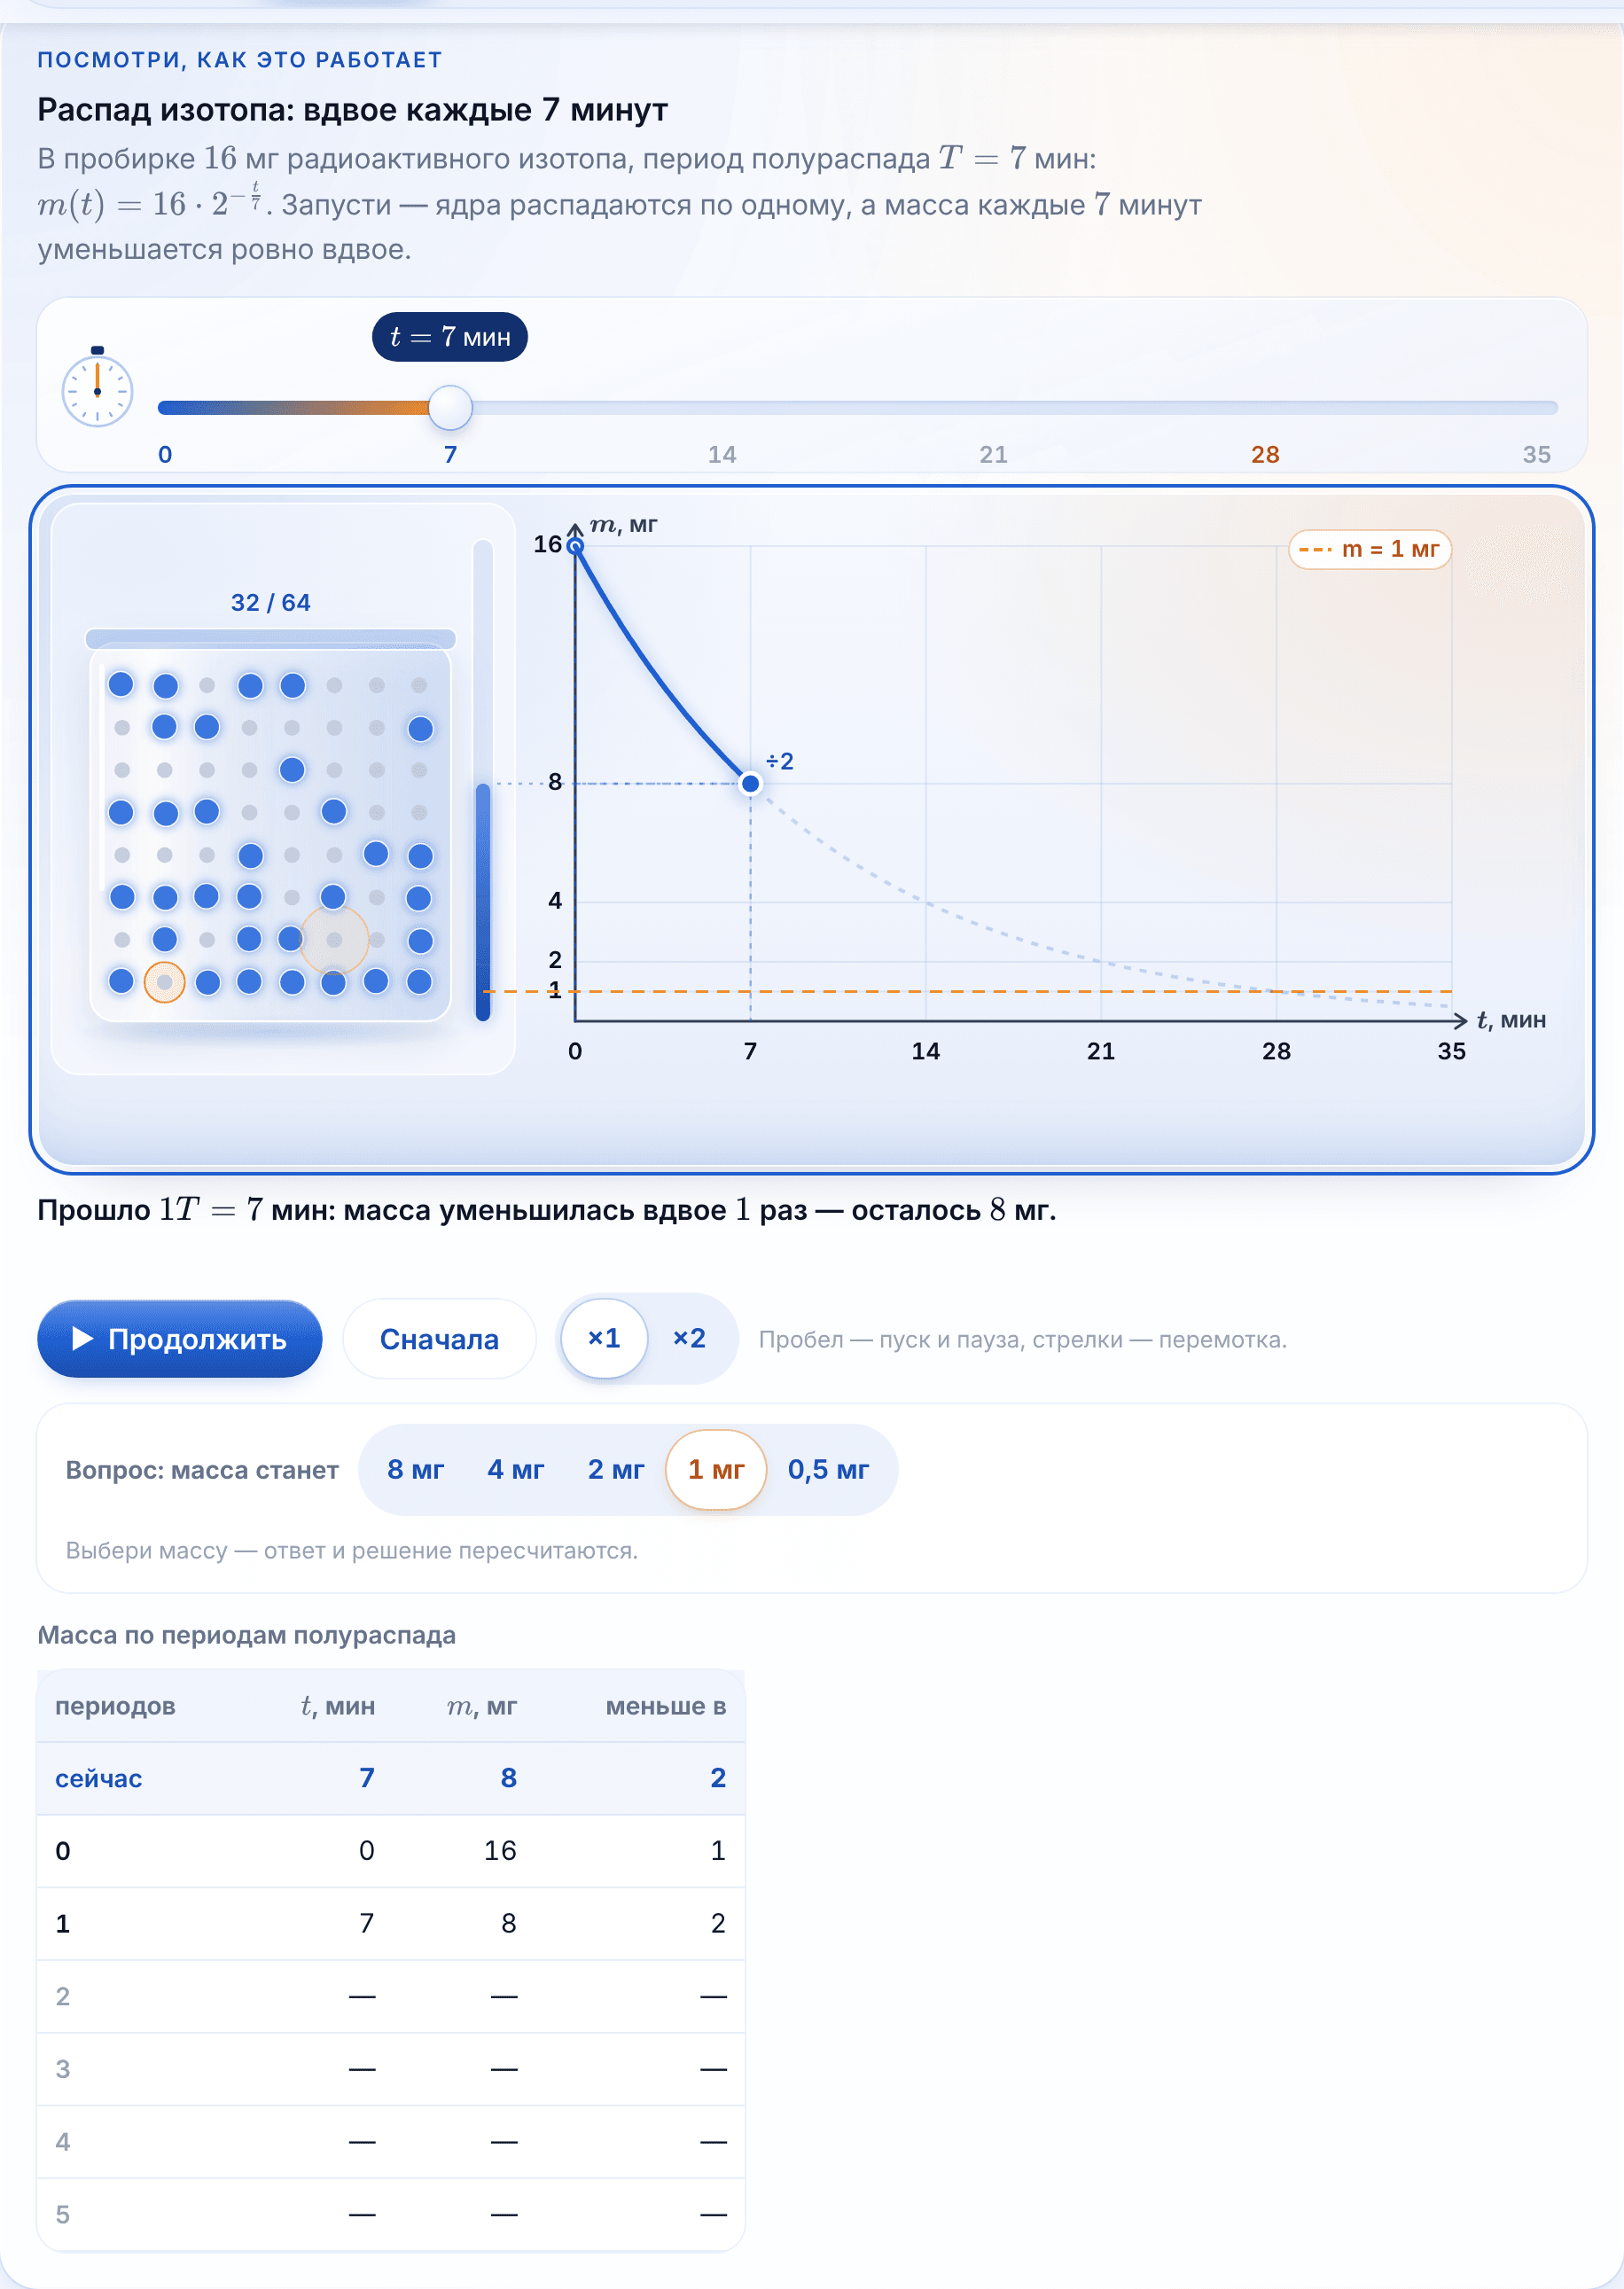 ПОСМОТРИ, КАК ЭТО РАБОТАЕТ
Распад изотопа: вдвое каждые 7 минут
В пробирке 16 мг радиоактивного изотопа, период полураспада T = 7 мин:
m(t) = 16 · 2^{-\frac{t}{7}}. Запусти — ядра распадаются по одному, а масса каждые 7 минут
уменьшается ровно вдвое.
t = 7 мин
0 7 14 21 28 35
32 / 64
m, мг
m = 1 мг
16
÷2
8
4
2
1
t, мин
0 7 14 21 28 35
Прошло 1T = 7 мин: масса уменьшилась вдвое 1 раз — осталось 8 мг.
Продолжить Сначала ×1 ×2 Пробел — пуск и пауза, стрелки — перемотка.
Вопрос: масса станет 8 мг 4 мг 2 мг 1 мг 0,5 мг
Выбери массу — ответ и решение пересчитаются.
Масса по периодам полураспада
периодов t, мин m, мг меньше в
сейчас 7 8 2
0 0 16 1
1 7 8 2
2 — — —
3 — — —
4 — — —
5 — — —